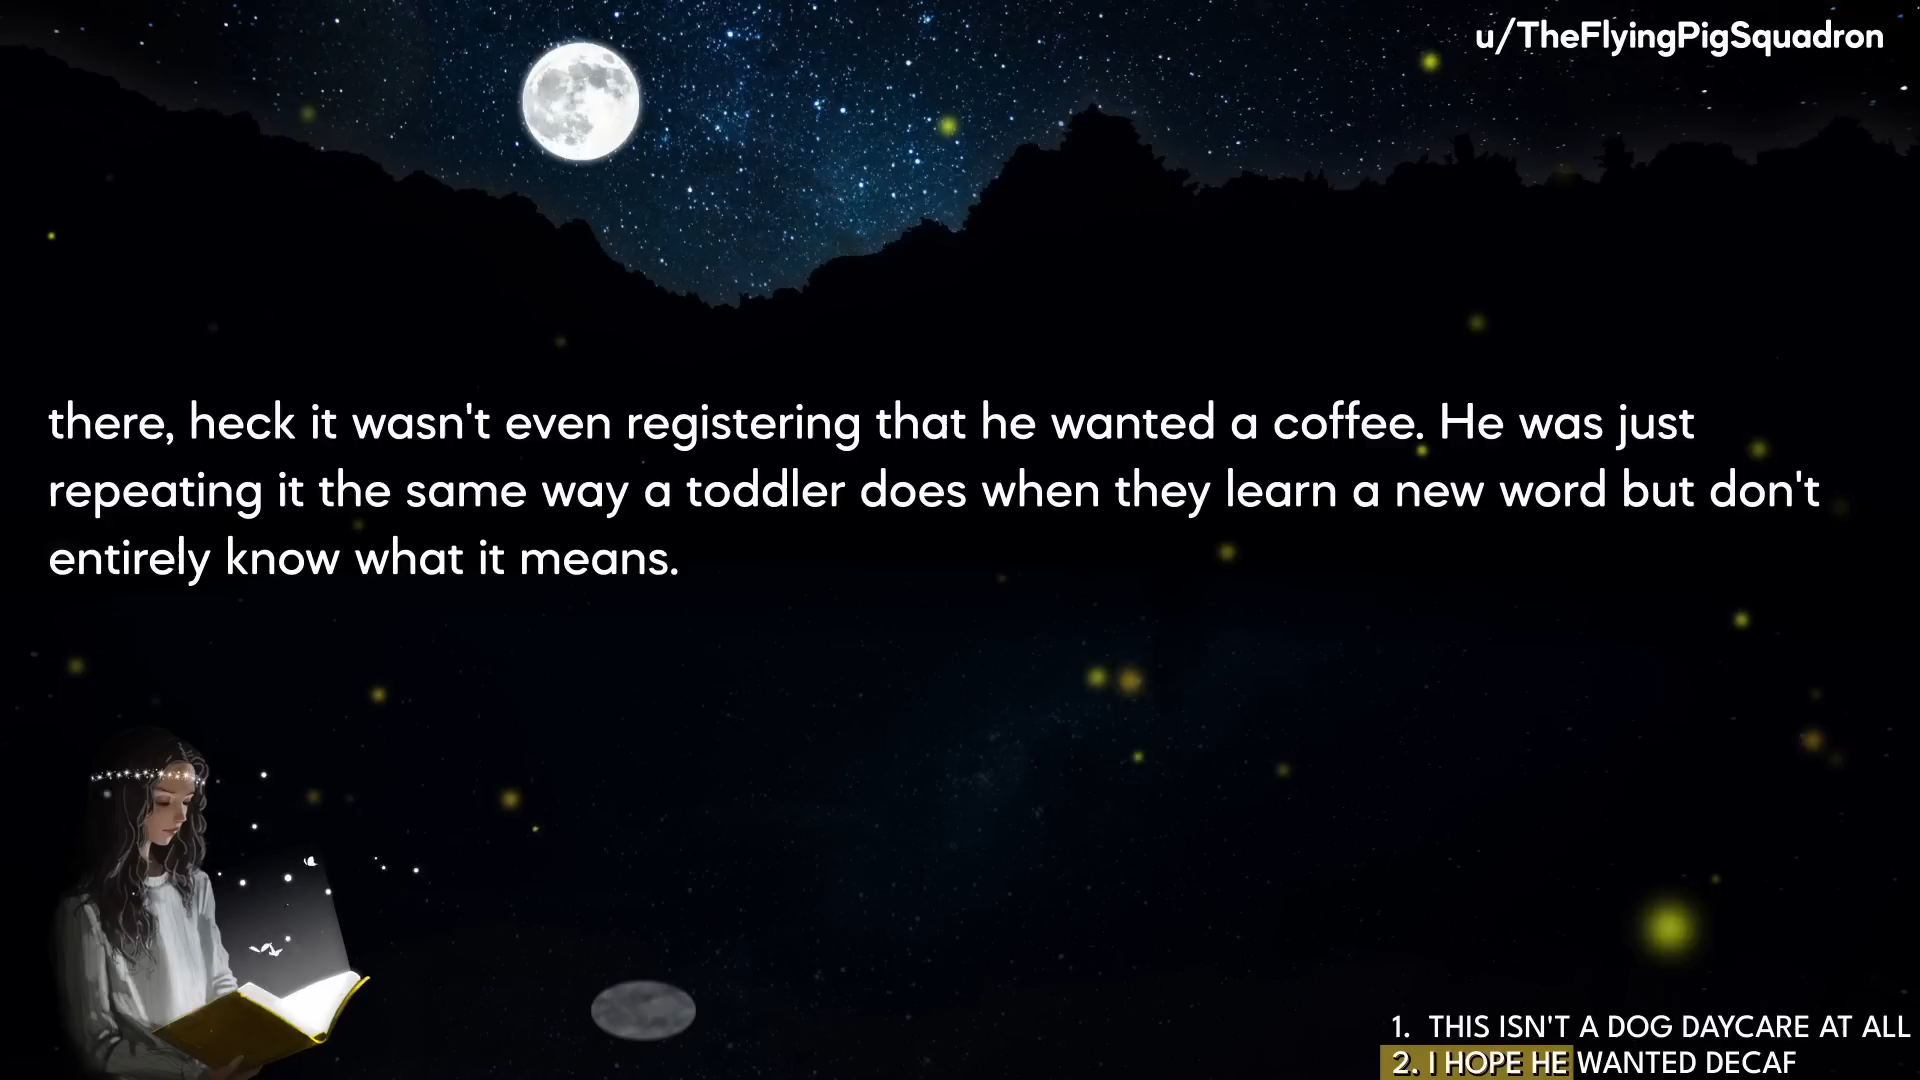 u/TheFlyingPigSquadron
there, heck it wasn't even registering that he wanted a coffee. He was just
repeating it the same way a toddler does when they learn a new word but don't
entirely know what it means.
1. THIS ISN'T A DOG DAYCARE AT ALL
2. I HOPE HE WANTED DECAF